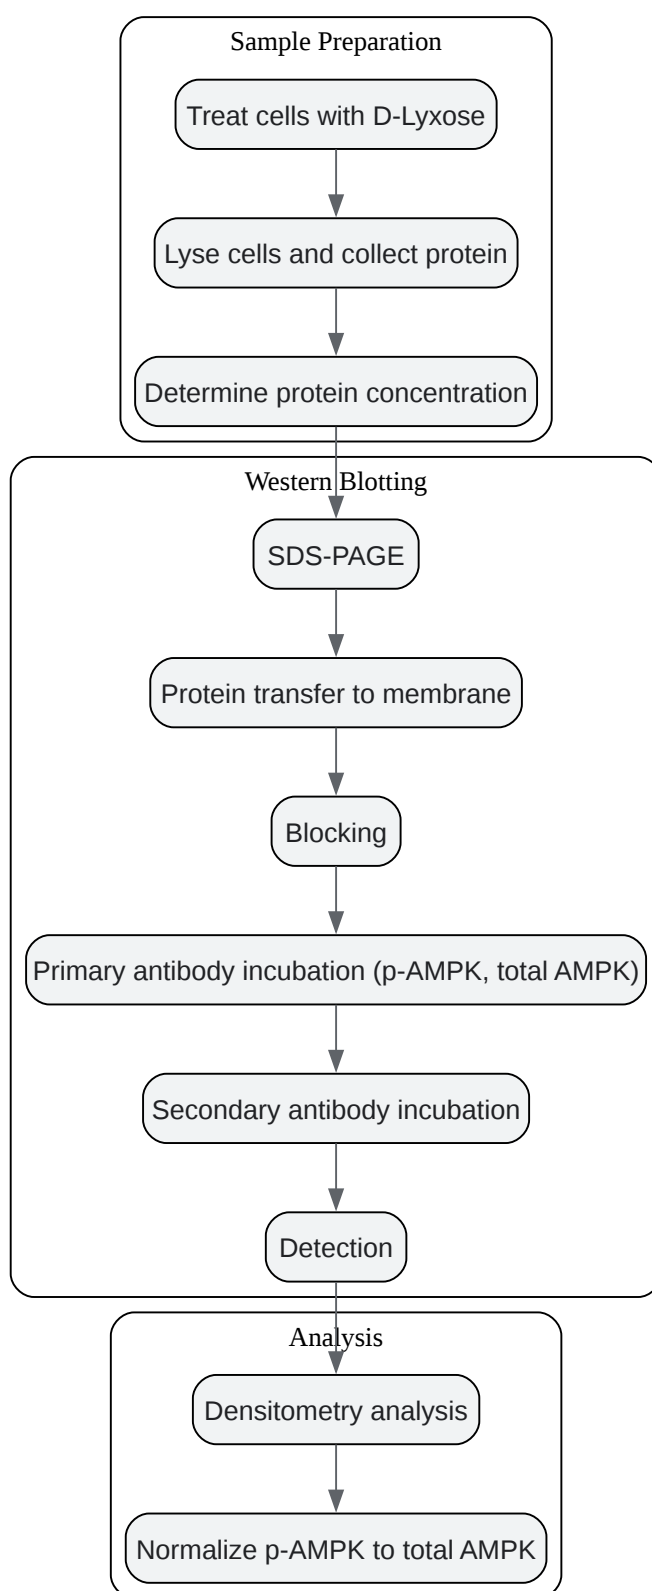 Sample Preparation
Treat cells with D-Lyxose
Lyse cells and collect protein
Determine protein concentration
Western Blotting
SDS-PAGE
Protein transfer to membrane
Blocking
Primary antibody incubation (p-AMPK, total AMPK)
Secondary antibody incubation
Detection
Analysis
Densitometry analysis
Normalize p-AMPK to total AMPK